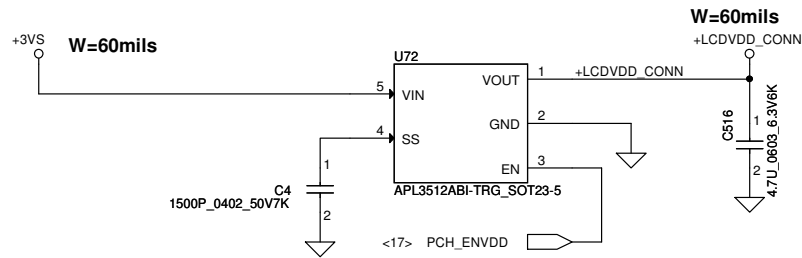 W=60mils
+3VS
W=60mils
+LCDVDD_CONN
U72
5
VIN
VOUT
1
+LCDVDD_CONN
4
SS
GND
2
EN
3
APL3512ABI-TRG_SOT23-5
1
C4
1500P_0402_50V7K
2
C516
1
2
4.7U_0603_6.3V6K
<17> PCH_ENVDD